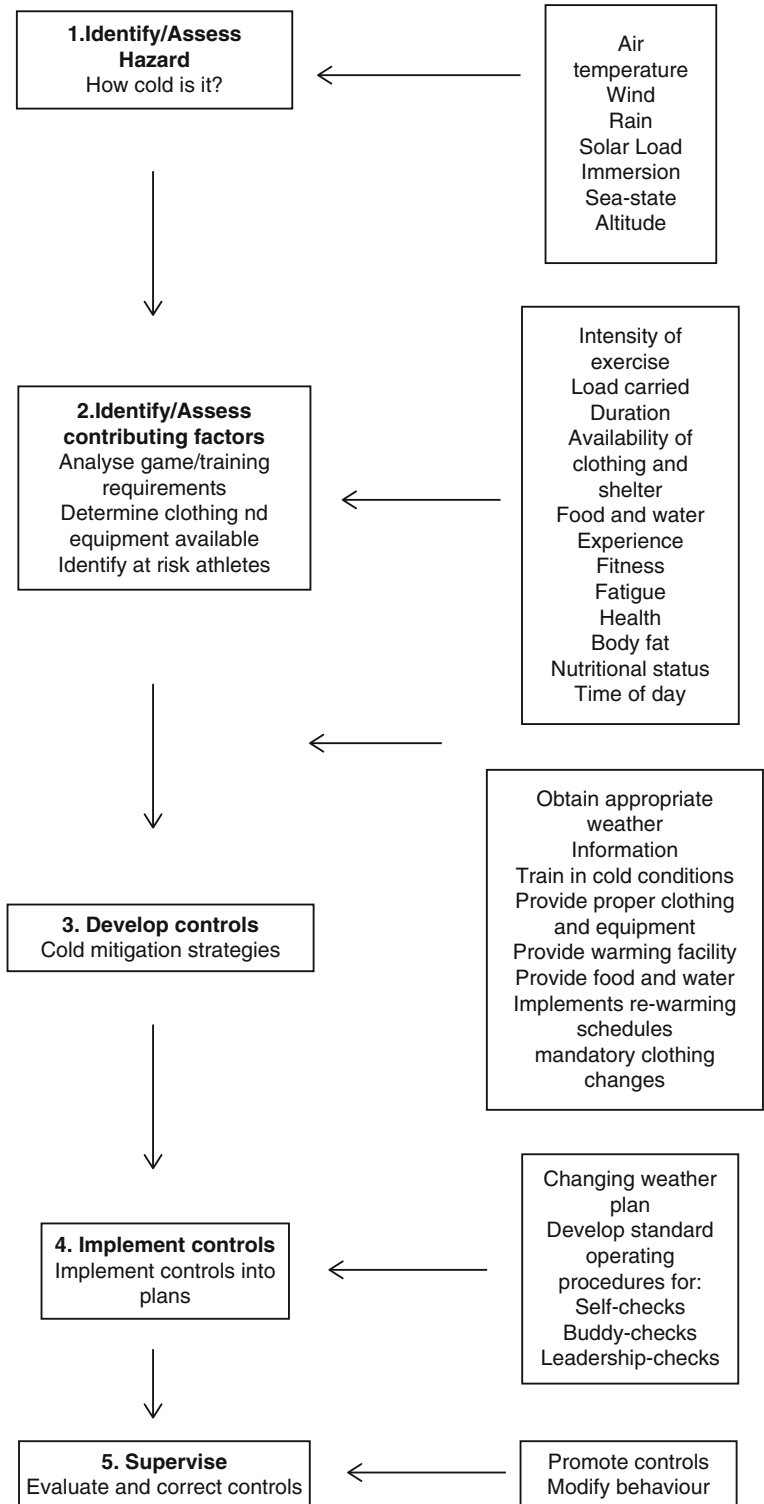 1.Identify/Assess
Hazard
How cold is it?
Air
temperature
Wind
Rain
Solar Load
Immersion
Sea-state
Altitude
2.Identify/Assess
contributing factors
Analyse game/training
requirements
Determine clothing nd
equipment available
Identify at risk athletes
Intensity of
exercise
Load carried
Duration
Availability of
clothing and
shelter
Food and water
Experience
Fitness
Fatigue
Health
Body fat
Nutritional status
Time of day
3. Develop controls
Cold mitigation strategies
Obtain appropriate
weather
Information
Train in cold conditions
Provide proper clothing
and equipment
Provide warming facility
Provide food and water
Implements re-warming
schedules
mandatory clothing
changes
4. Implement controls
Implement controls into
plans
Changing weather
plan
Develop standard
operating
procedures for:
Self-checks
Buddy-checks
Leadership-checks
5. Supervise
Evaluate and correct controls
Promote controls
Modify behaviour